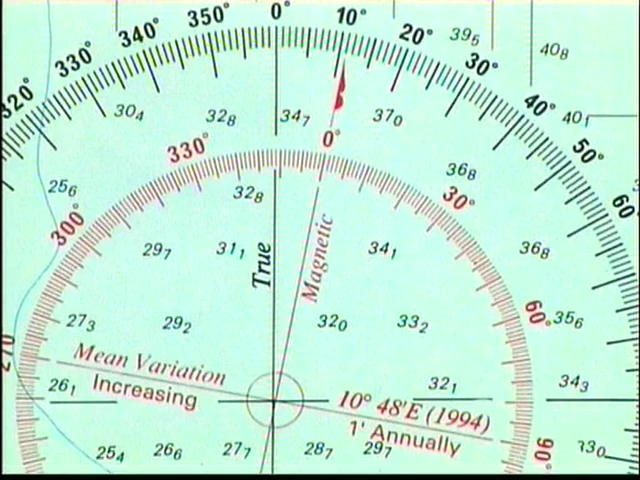 350° 0° 10°
340° 20° 39₅
330° 30° 40₈
320° 40° 40₁
30₄ 32₈ 34₇ 37₀
330° 0° 50°
36₈
25₆ 32₈ 30° 60
300°
29₇ 31₁ True Magnetic 34₁ 36₈
27₃ 29₂ 32₀ 33₂ 60° 35₆
270
Mean Variation
Increasing
26₁ 32₁ 34₃
10° 48'E (1994)
1' Annually
25₄ 26₆ 27₇ 28₇ 29₇ 90°